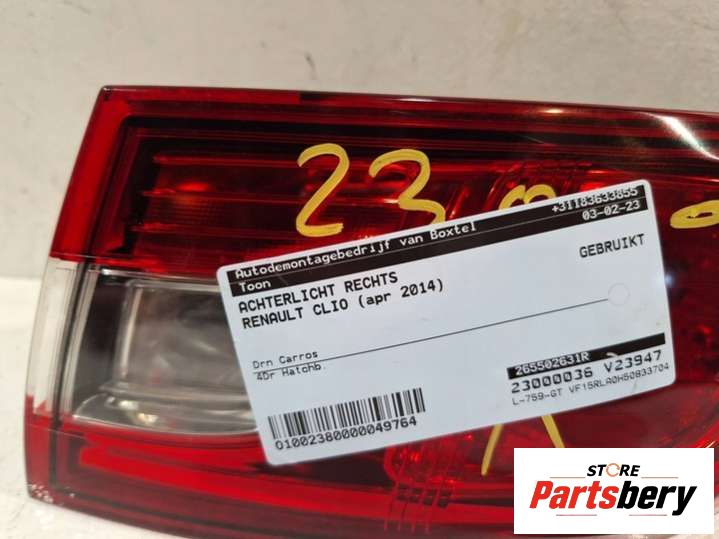 23
+31183633855
03-02-23
Autodemontagebedrijf van Boxtel
Toon
ACHTERLICHT RECHTS
GEBRUIKT
RENAULT CLIO (apr 2014)
Drn Carros
4Dr Hatchb.
265502631R
23000036 V23947
L-759-GT VF15RLA0H50833704
01002380000049764
STORE
Partsbery